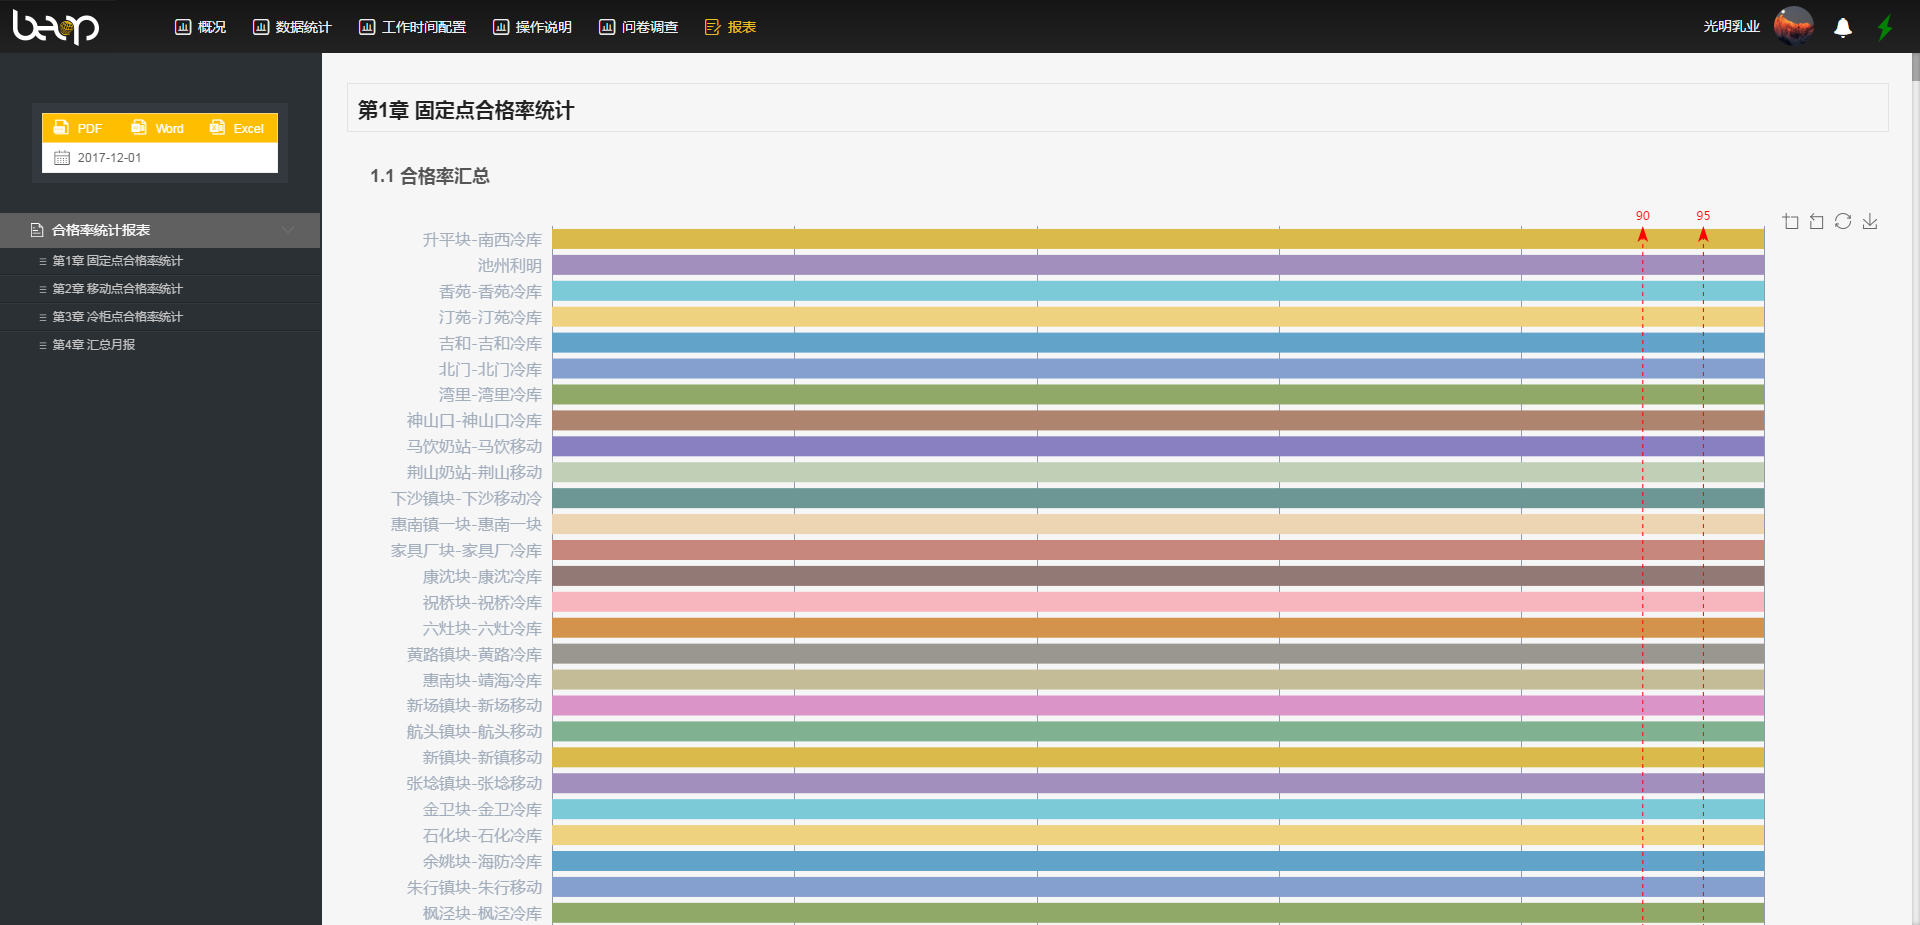 beop
概况
数据统计
工作时间配置
操作说明
问卷调查
报表
光明乳业
PDF
Word
Excel
2017-12-01
合格率统计报表
第1章 固定点合格率统计
第2章 移动点合格率统计
第3章 冷柜点合格率统计
第4章 汇总月报
第1章 固定点合格率统计
1.1 合格率汇总
90
95
升平块-南西冷库
池州利明
香苑-香苑冷库
汀苑-汀苑冷库
吉和-吉和冷库
北门-北门冷库
湾里-湾里冷库
神山口-神山口冷库
马饮奶站-马饮移动
荆山奶站-荆山移动
下沙镇块-下沙移动冷
惠南镇一块-惠南一块
家具厂块-家具厂冷库
康沈块-康沈冷库
祝桥块-祝桥冷库
六灶块-六灶冷库
黄路镇块-黄路冷库
惠南块-靖海冷库
新场镇块-新场移动
航头镇块-航头移动
新镇块-新镇移动
张埝镇块-张埝移动
金卫块-金卫冷库
石化块-石化冷库
余姚块-海防冷库
朱行镇块-朱行移动
枫泾块-枫泾冷库